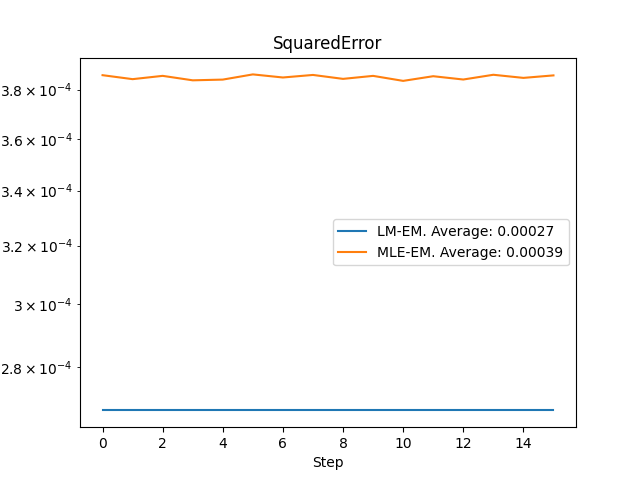 SquaredError
3.8 × 10⁻⁴
3.6 × 10⁻⁴
3.4 × 10⁻⁴
3.2 × 10⁻⁴
3 × 10⁻⁴
2.8 × 10⁻⁴
LM-EM. Average: 0.00027
MLE-EM. Average: 0.00039
0 2 4 6 8 10 12 14
Step